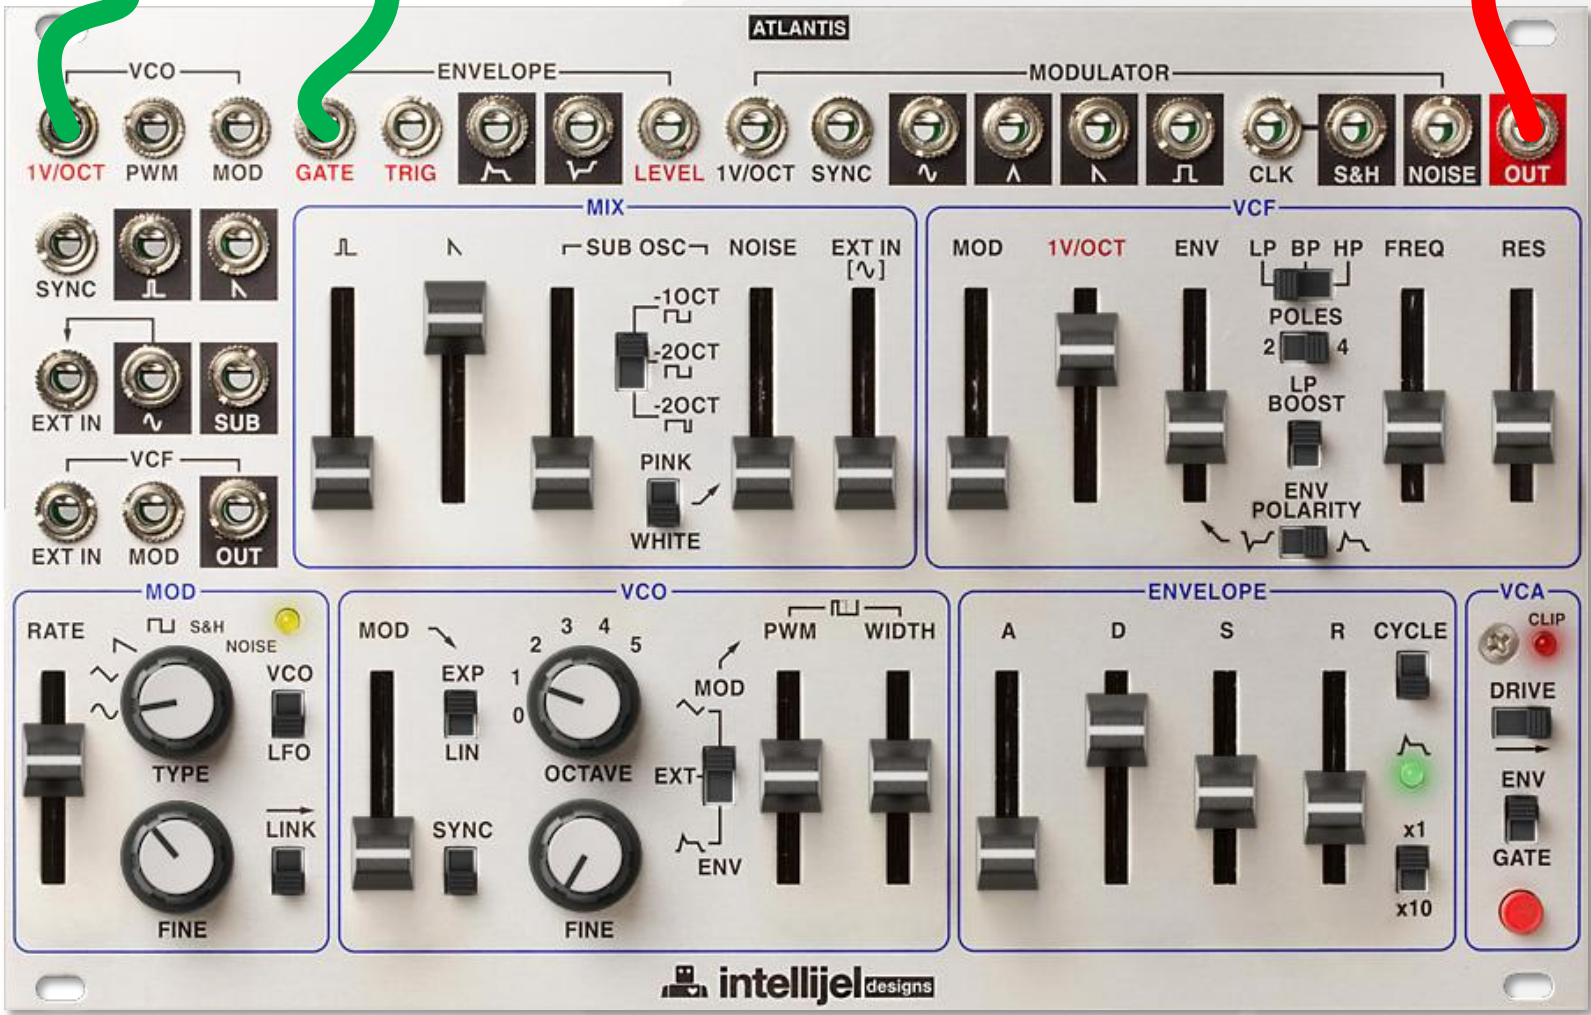 ATLANTIS
VCO
ENVELOPE
MODULATOR
1V/OCT PWM MOD GATE TRIG LEVEL 1V/OCT SYNC CLK S&H NOISE OUT
MIX
VCF
SUB OSC NOISE EXT IN
MOD 1V/OCT ENV LP BP HP FREQ RES
SYNC
-1OCT
-2OCT
-2OCT
POLES
2 4
LP
BOOST
EXT IN SUB
VCF
PINK
WHITE
ENV
POLARITY
EXT IN MOD OUT
MOD
RATE
S&H
NOISE
VCO
LFO
TYPE
LINK
FINE
VCO
MOD
EXP
LIN
SYNC
0 1 2 3 4 5
OCTAVE
FINE
PWM WIDTH
MOD
EXT
ENV
ENVELOPE
A D S R CYCLE
x1
x10
VCA
CLIP
DRIVE
ENV
GATE
intellijel designs